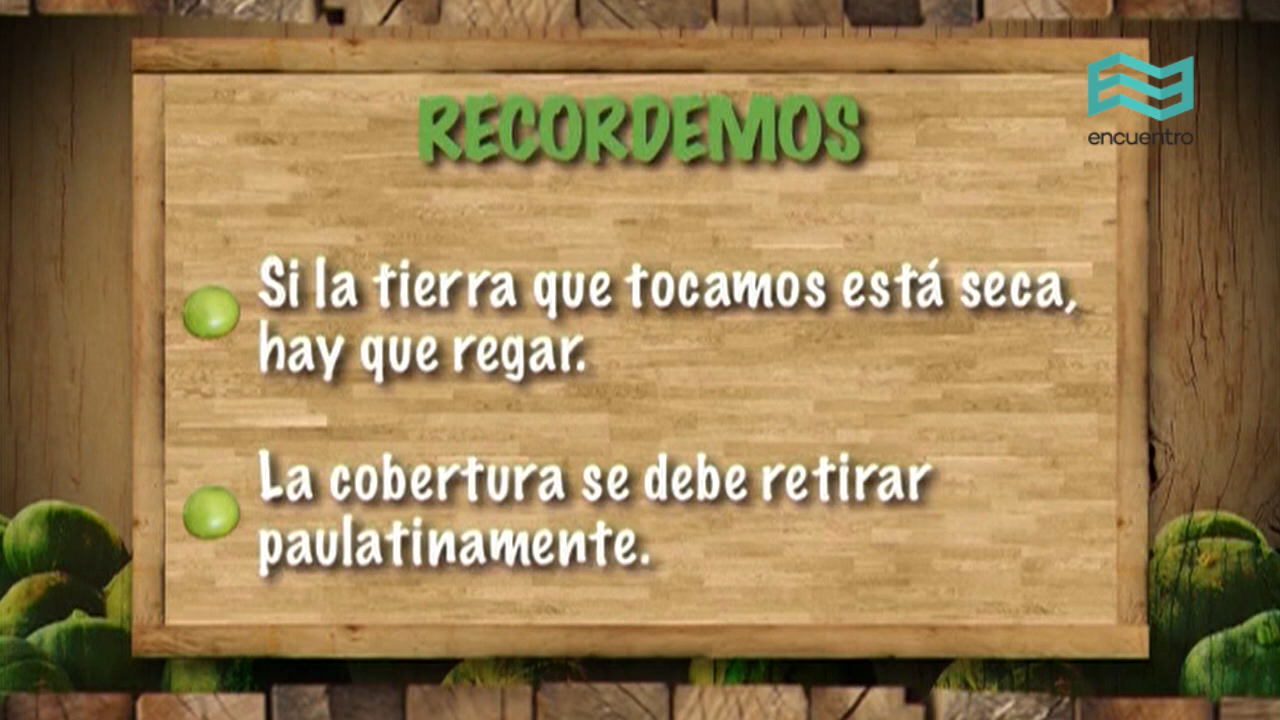 encuentro
RECORDEMOS
Si la tierra que tocamos está seca,
hay que regar.
La cobertura se debe retirar
paulatinamente.